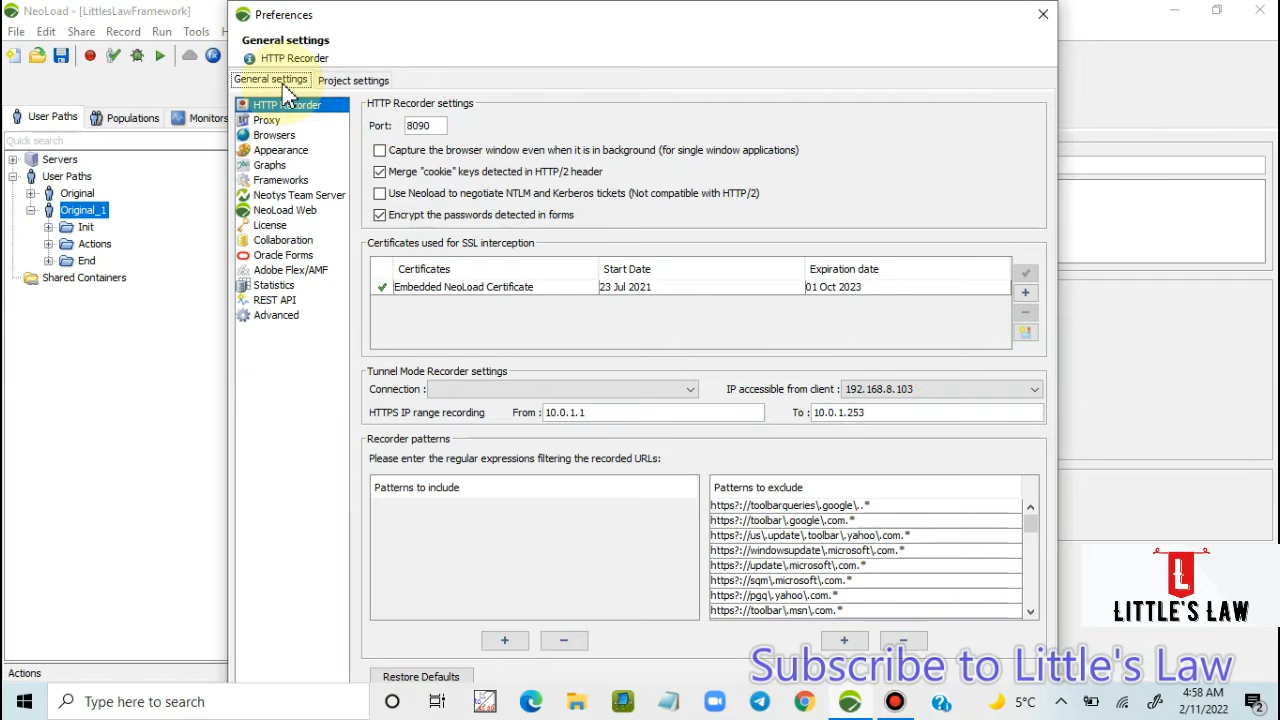 NeoLoad - [LittlesLawFramework]
File Edit Share Record Run Tools
User Paths Populations Monitors
Quick search
Servers
User Paths
Original
Original_1
Init
Actions
End
Shared Containers
Actions
Preferences
General settings
HTTP Recorder
General settings Project settings
HTTP Recorder
Proxy
Browsers
Appearance
Graphs
Frameworks
Neotys Team Server
NeoLoad Web
License
Collaboration
Oracle Forms
Adobe Flex/AMF
Statistics
REST API
Advanced
HTTP Recorder settings
Port: 8090
Capture the browser window even when it is in background (for single window applications)
Merge "cookie" keys detected in HTTP/2 header
Use Neoload to negotiate NTLM and Kerberos tickets (Not compatible with HTTP/2)
Encrypt the passwords detected in forms
Certificates used for SSL interception
Certificates Start Date Expiration date
Embedded NeoLoad Certificate 23 Jul 2021 01 Oct 2023
Tunnel Mode Recorder settings
Connection : IP accessible from client : 192.168.8.103
HTTPS IP range recording From : 10.0.1.1 To : 10.0.1.253
Recorder patterns
Please enter the regular expressions filtering the recorded URLs:
Patterns to include
Patterns to exclude
https?://toolbarqueries\.google\..*
https?://toolbar\.google\.com.*
https?://us\.update\.toolbar\.yahoo\.com.*
https?://windowsupdate\.microsoft\.com.*
https?://update\.microsoft\.com.*
https?://sqm\.microsoft\.com.*
https?://pgq\.yahoo\.com.*
https?://toolbar\.msn\.com.*
Restore Defaults
L
LITTLE'S LAW
Subscribe to Little's Law
Type here to search
5°C
4:58 AM
2/11/2022
2